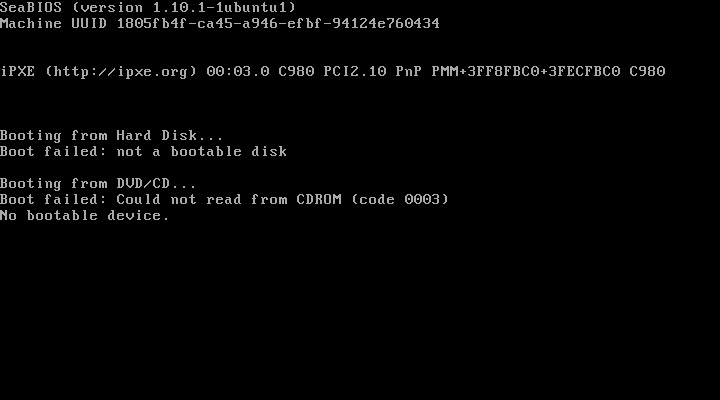 SeaBIOS (version 1.10.1-1ubuntu1)
Machine UUID 1805fb4f-ca45-a946-efbf-94124e760434
iPXE (http://ipxe.org) 00:03.0 C980 PCI2.10 PnP PMM+3FF8FBC0+3FECFBC0 C980
Booting from Hard Disk...
Boot failed: not a bootable disk
Booting from DVD/CD...
Boot failed: Could not read from CDROM (code 0003)
No bootable device.